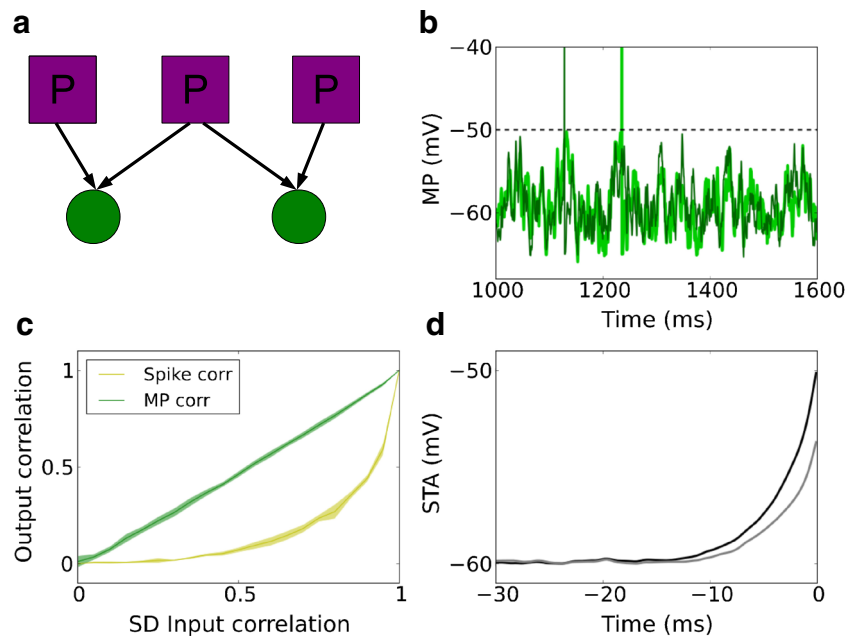 a
P P P
b
−40
−50
−60
MP (mV)
1000 1200 1400 1600
Time (ms)
c
Spike corr
MP corr
1
0.5
0
Output correlation
0 0.5 1
SD Input correlation
d
−50
−60
STA (mV)
−30 −20 −10 0
Time (ms)